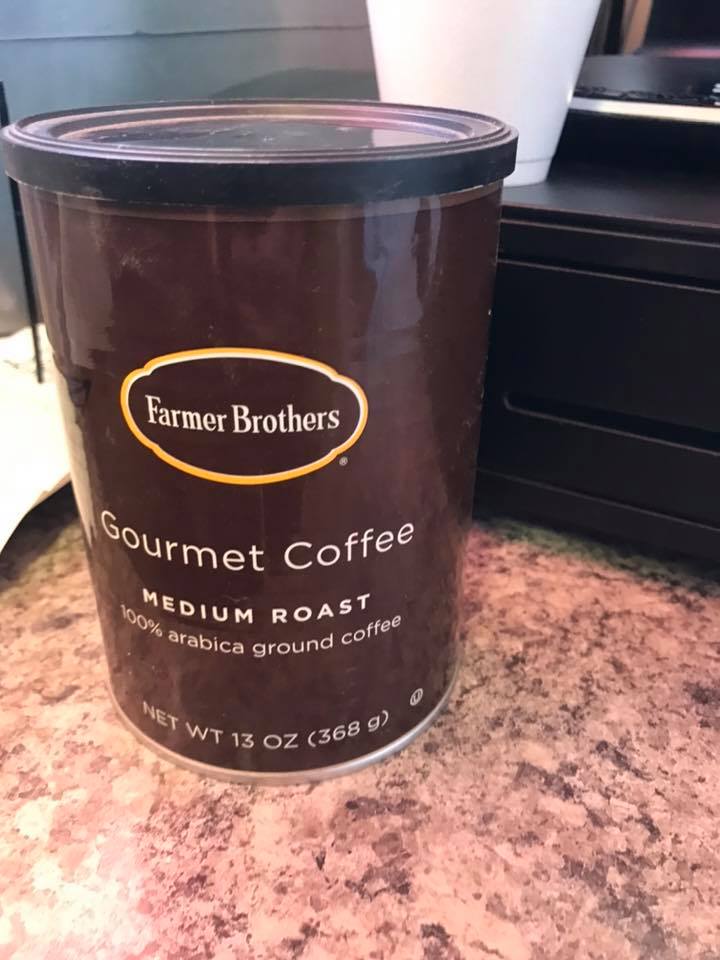 Farmer Brothers
®
Gourmet Coffee
MEDIUM ROAST
100% arabica ground coffee
NET WT 13 OZ (368 g)
U